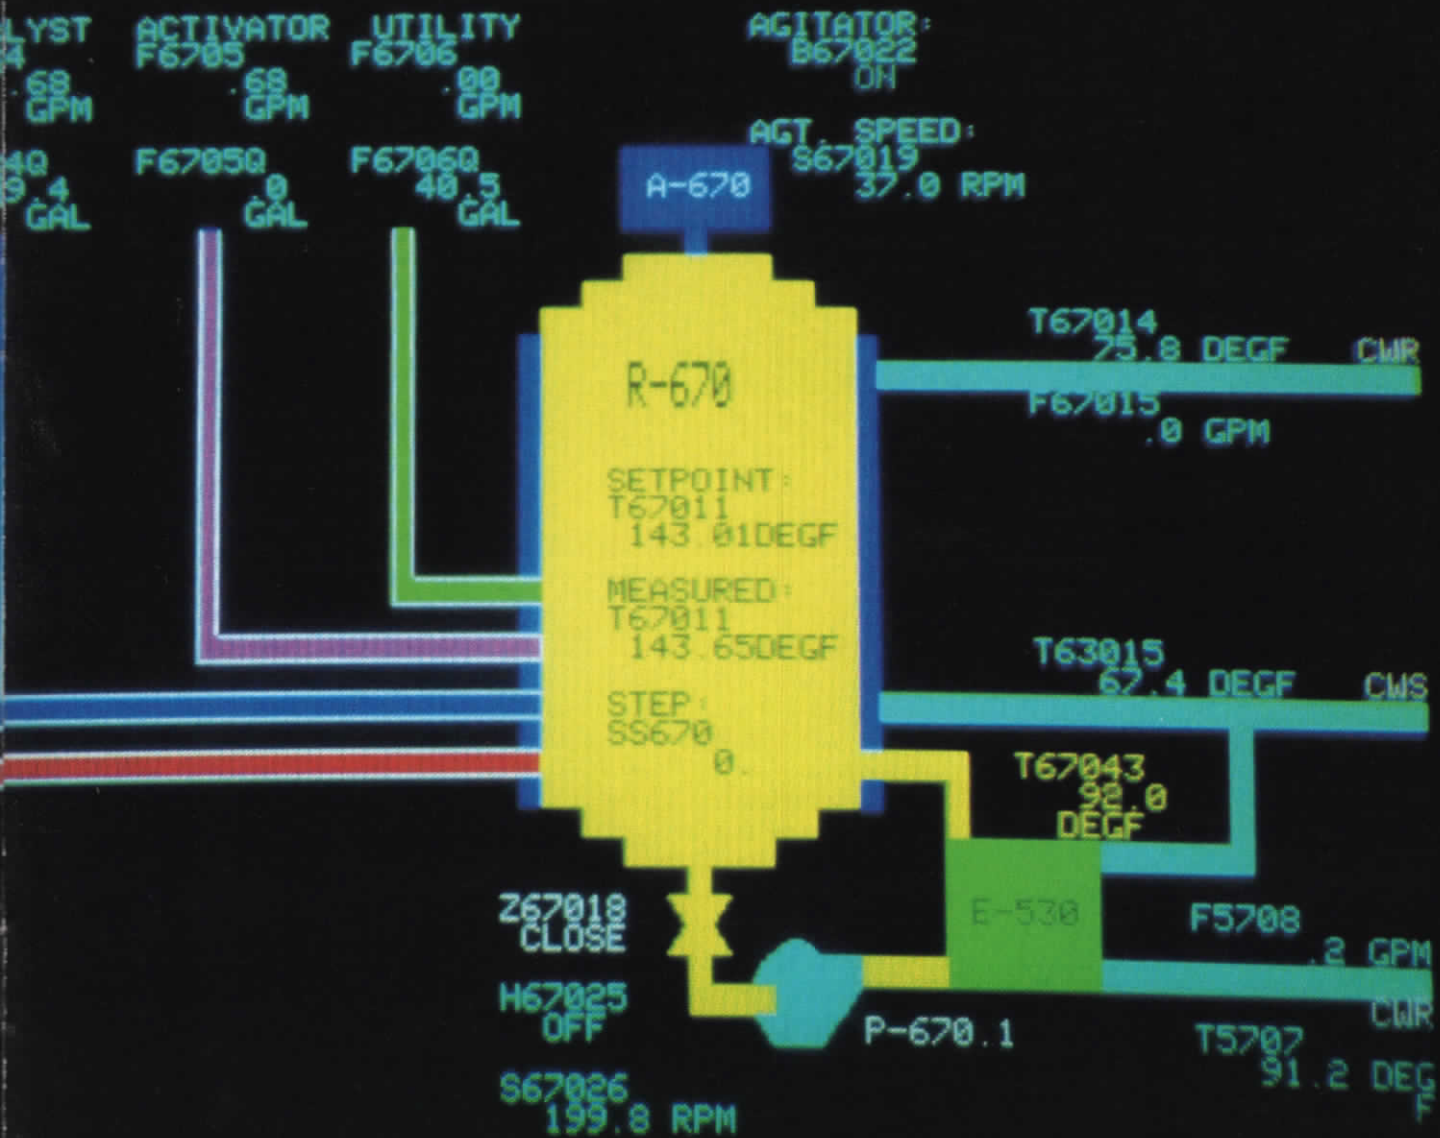 LYST ACTIVATOR UTILITY
4 F6705 F6706
.68 .68 .00
GPM GPM GPM
4Q F6705Q F6706Q
9.4 .0 40.5
GAL GAL GAL
AGITATOR:
B67022
ON
AGT. SPEED:
S67019
37.0 RPM
A-670
R-670
SETPOINT:
T67011
143.01DEGF
MEASURED:
T67011
143.65DEGF
STEP:
SS670
0.
T67014
75.8 DEGF CWR
F67015
.0 GPM
T63015
67.4 DEGF CWS
T67043
92.0
DEGF
E-530
F5708
.2 GPM
CWR
T5707
91.2 DEG
F
Z67018
CLOSE
H67025
OFF
P-670.1
S67026
199.8 RPM